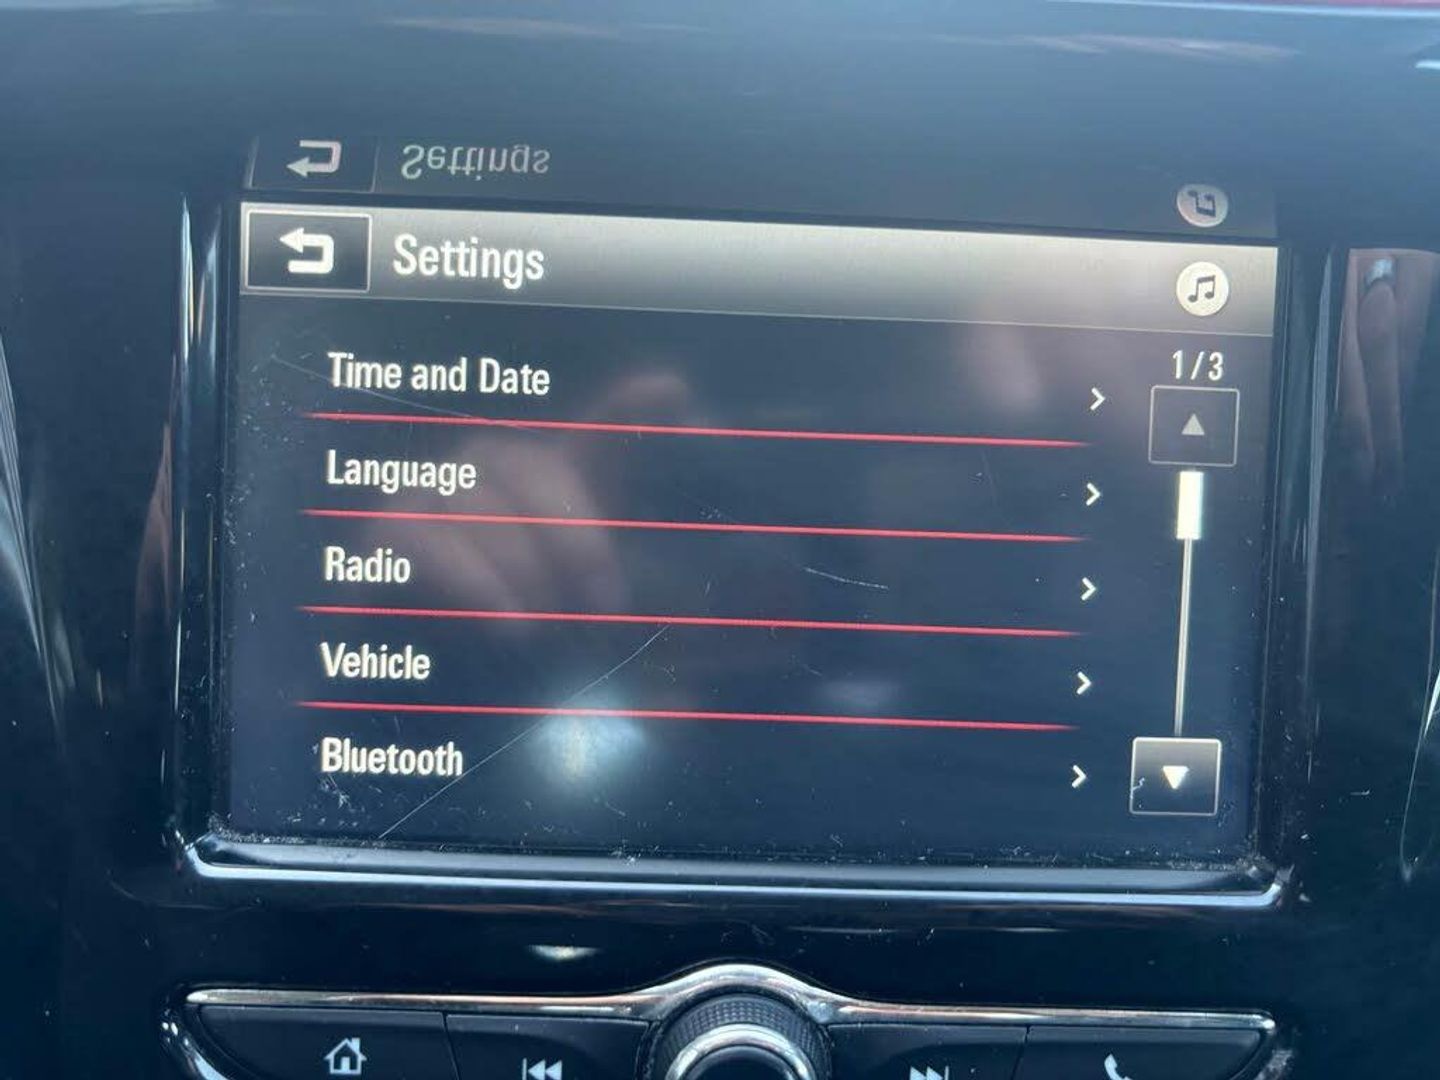 Settings
Settings
1/3
Time and Date
Language
Radio
Vehicle
Bluetooth